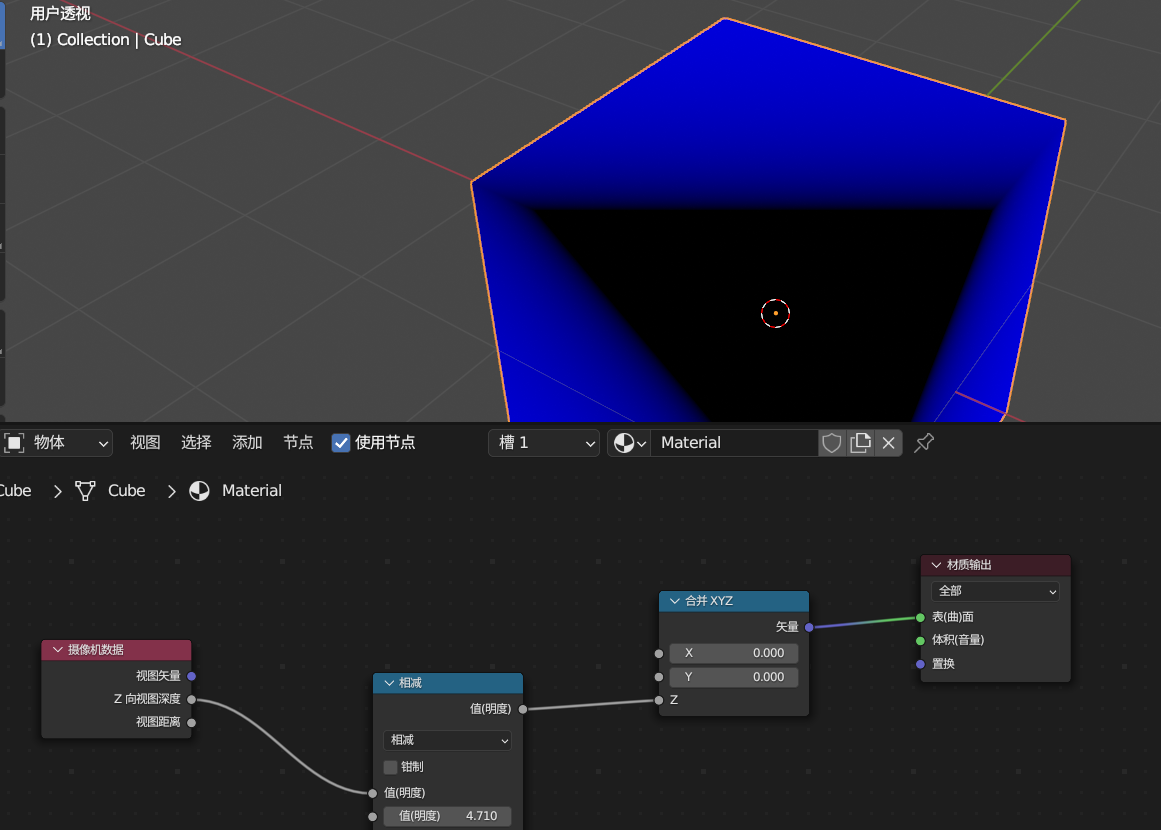 用户透视
(1) Collection | Cube
物体 视图 选择 添加 节点 使用节点 槽 1 Material
Cube Cube Material
材质输出
全部
表(曲)面
体积(音量)
置换
合并 XYZ
矢量
X 0.000
Y 0.000
Z
摄像机数据
视图矢量
Z 向视图深度
视图距离
相减
值(明度)
相减
钳制
值(明度)
值(明度) 4.710